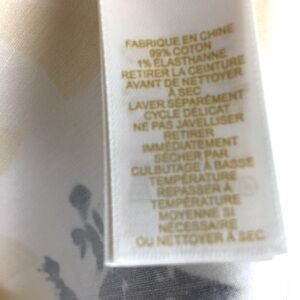 FABRIQUE EN CHINE
99% COTON
1% ÉLASTHANNE
RETIRER LA CEINTURE
AVANT DE NETTOYER
À SEC
LAVER SÉPARÉMENT
CYCLE DÉLICAT
NE PAS JAVELLISER
RETIRER
IMMÉDIATEMENT
SÉCHER PAR
CULBUTAGE À BASSE
TEMPÉRATURE
REPASSER À
TEMPÉRATURE
MOYENNE SI
NÉCESSAIRE
OU NETTOYER À SEC